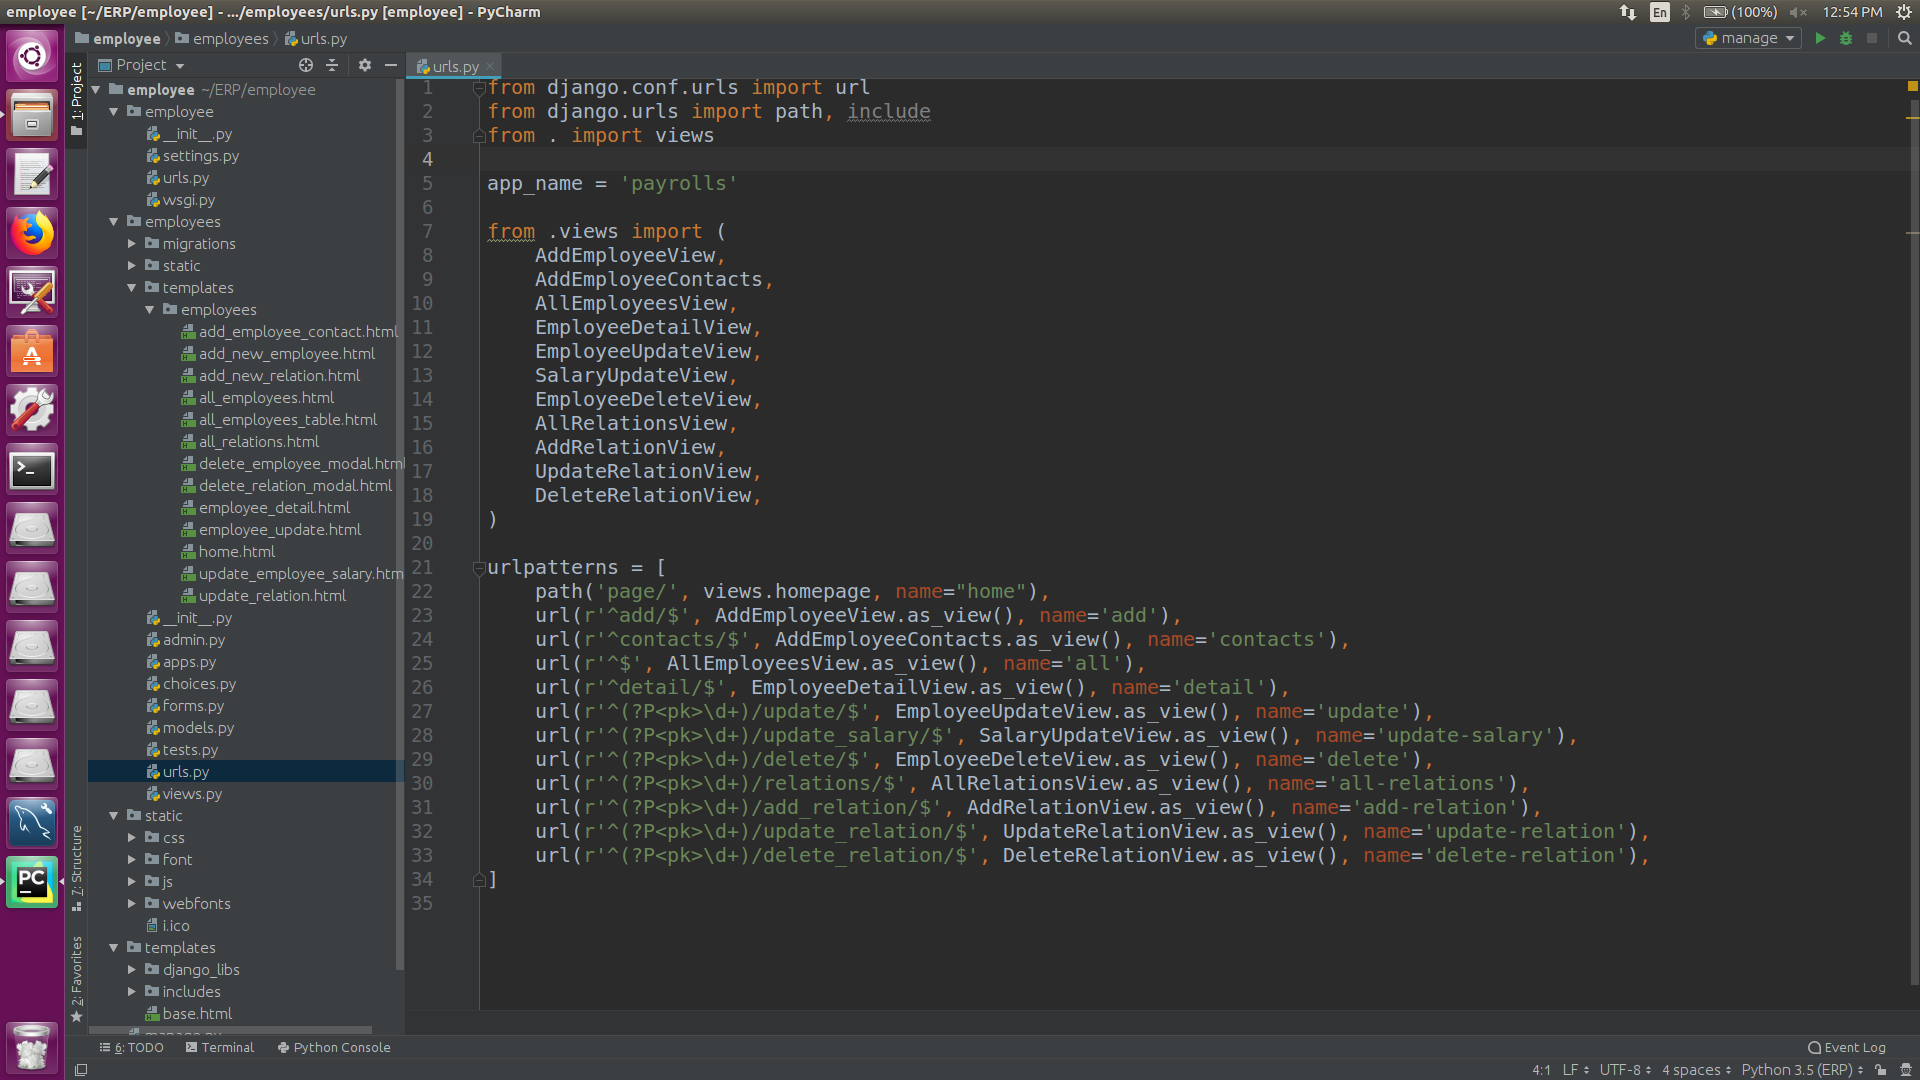 employee [~/ERP/employee] - .../employees/urls.py [employee] - PyCharm
En (100%) 12:54 PM
employee employees urls.py
manage
Project
urls.py
1: Project
employee ~/ERP/employee
employee
__init__.py
settings.py
urls.py
wsgi.py
employees
migrations
static
templates
employees
add_employee_contact.html
add_new_employee.html
add_new_relation.html
all_employees.html
all_employees_table.html
all_relations.html
delete_employee_modal.html
delete_relation_modal.html
employee_detail.html
employee_update.html
home.html
update_employee_salary.htm
update_relation.html
__init__.py
admin.py
apps.py
choices.py
forms.py
models.py
tests.py
urls.py
views.py
static
css
font
js
webfonts
i.ico
templates
django_libs
includes
base.html
7: Structure
2: Favorites
PC
1 from django.conf.urls import url
2 from django.urls import path, include
3 from . import views
4
5 app_name = 'payrolls'
6
7 from .views import (
8 AddEmployeeView,
9 AddEmployeeContacts,
10 AllEmployeesView,
11 EmployeeDetailView,
12 EmployeeUpdateView,
13 SalaryUpdateView,
14 EmployeeDeleteView,
15 AllRelationsView,
16 AddRelationView,
17 UpdateRelationView,
18 DeleteRelationView,
19 )
20
21 urlpatterns = [
22 path('page/', views.homepage, name="home"),
23 url(r'^add/$', AddEmployeeView.as_view(), name='add'),
24 url(r'^contacts/$', AddEmployeeContacts.as_view(), name='contacts'),
25 url(r'^$', AllEmployeesView.as_view(), name='all'),
26 url(r'^detail/$', EmployeeDetailView.as_view(), name='detail'),
27 url(r'^(?P<pk>\d+)/update/$', EmployeeUpdateView.as_view(), name='update'),
28 url(r'^(?P<pk>\d+)/update_salary/$', SalaryUpdateView.as_view(), name='update-salary'),
29 url(r'^(?P<pk>\d+)/delete/$', EmployeeDeleteView.as_view(), name='delete'),
30 url(r'^(?P<pk>\d+)/relations/$', AllRelationsView.as_view(), name='all-relations'),
31 url(r'^(?P<pk>\d+)/add_relation/$', AddRelationView.as_view(), name='add-relation'),
32 url(r'^(?P<pk>\d+)/update_relation/$', UpdateRelationView.as_view(), name='update-relation'),
33 url(r'^(?P<pk>\d+)/delete_relation/$', DeleteRelationView.as_view(), name='delete-relation'),
34 ]
35
6: TODO Terminal Python Console Event Log
4:1 LF UTF-8 4 spaces Python 3.5 (ERP)